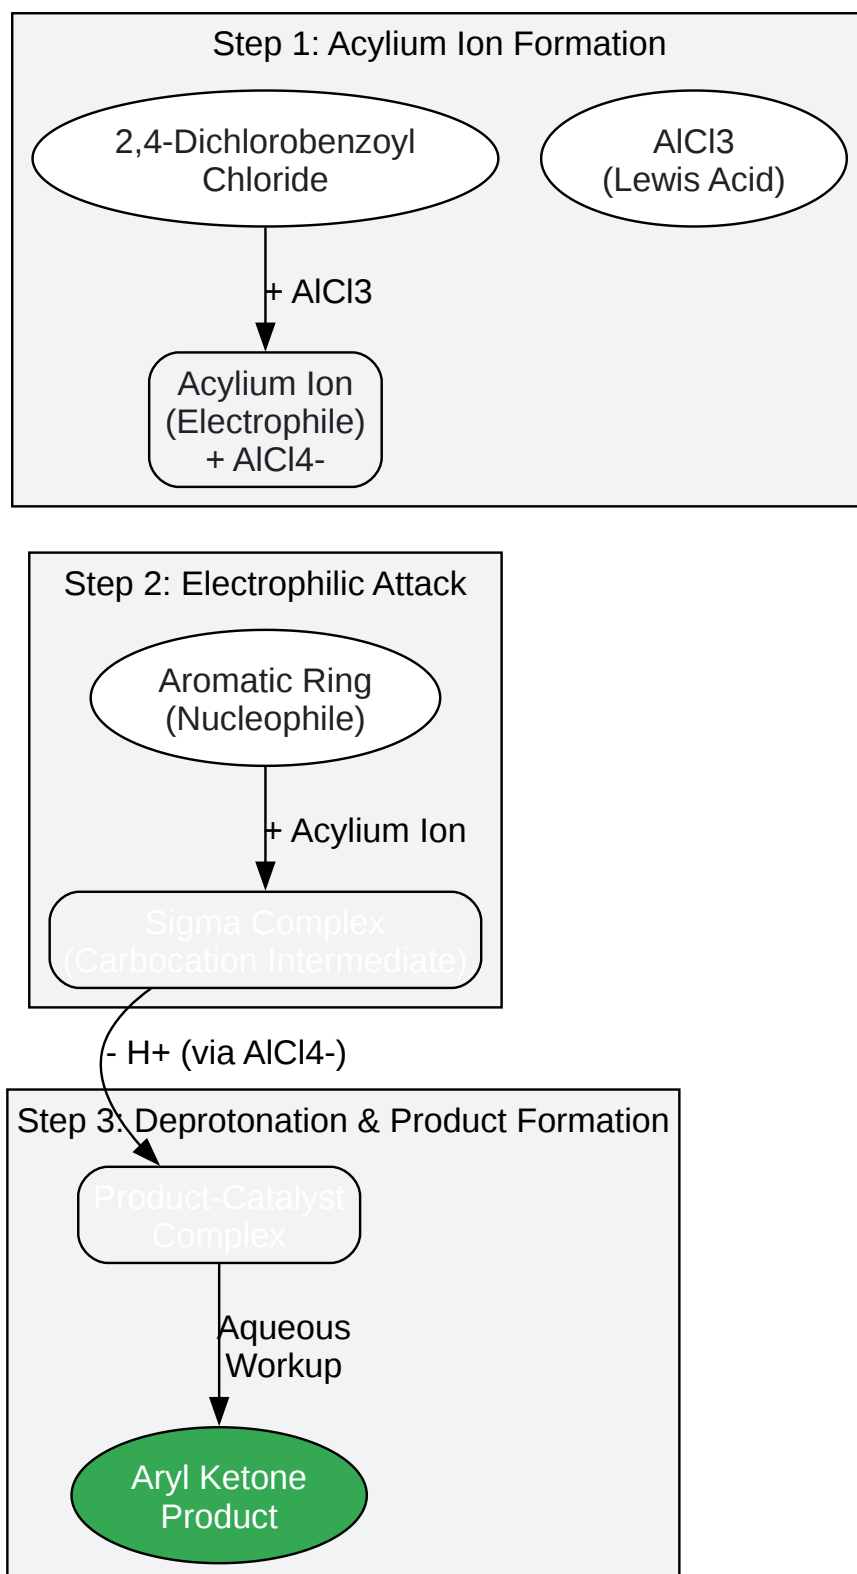 Step 1: Acylium Ion Formation
2,4-Dichlorobenzoyl
Chloride
AlCl3
(Lewis Acid)
+ AlCl3
Acylium Ion
(Electrophile)
+ AlCl4-
Step 2: Electrophilic Attack
Aromatic Ring
(Nucleophile)
+ Acylium Ion
Sigma Complex
(Carbocation Intermediate)
- H+ (via AlCl4-)
Step 3: Deprotonation & Product Formation
Product-Catalyst
Complex
Aqueous
Workup
Aryl Ketone
Product